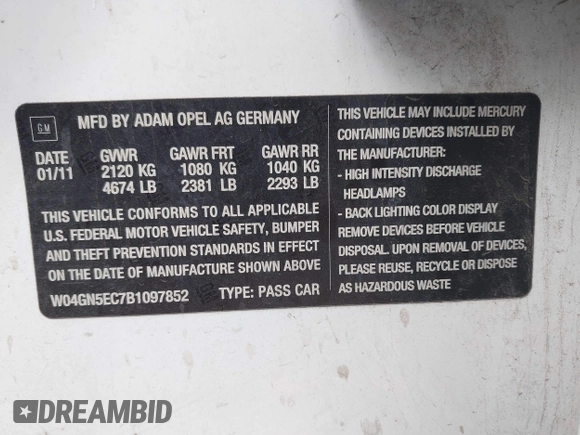 GM
MFD BY ADAM OPEL AG GERMANY
DATE GVWR GAWR FRT GAWR RR
01/11 2120 KG 1080 KG 1040 KG
4674 LB 2381 LB 2293 LB
THIS VEHICLE CONFORMS TO ALL APPLICABLE
U.S. FEDERAL MOTOR VEHICLE SAFETY, BUMPER
AND THEFT PREVENTION STANDARDS IN EFFECT
ON THE DATE OF MANUFACTURE SHOWN ABOVE
W04GN5EC7B1097852 TYPE: PASS CAR
THIS VEHICLE MAY INCLUDE MERCURY
CONTAINING DEVICES INSTALLED BY
THE MANUFACTURER:
- HIGH INTENSITY DISCHARGE
HEADLAMPS
- BACK LIGHTING COLOR DISPLAY
REMOVE DEVICES BEFORE VEHICLE
DISPOSAL. UPON REMOVAL OF DEVICES,
PLEASE REUSE, RECYCLE OR DISPOSE
AS HAZARDOUS WASTE
DREAMBID